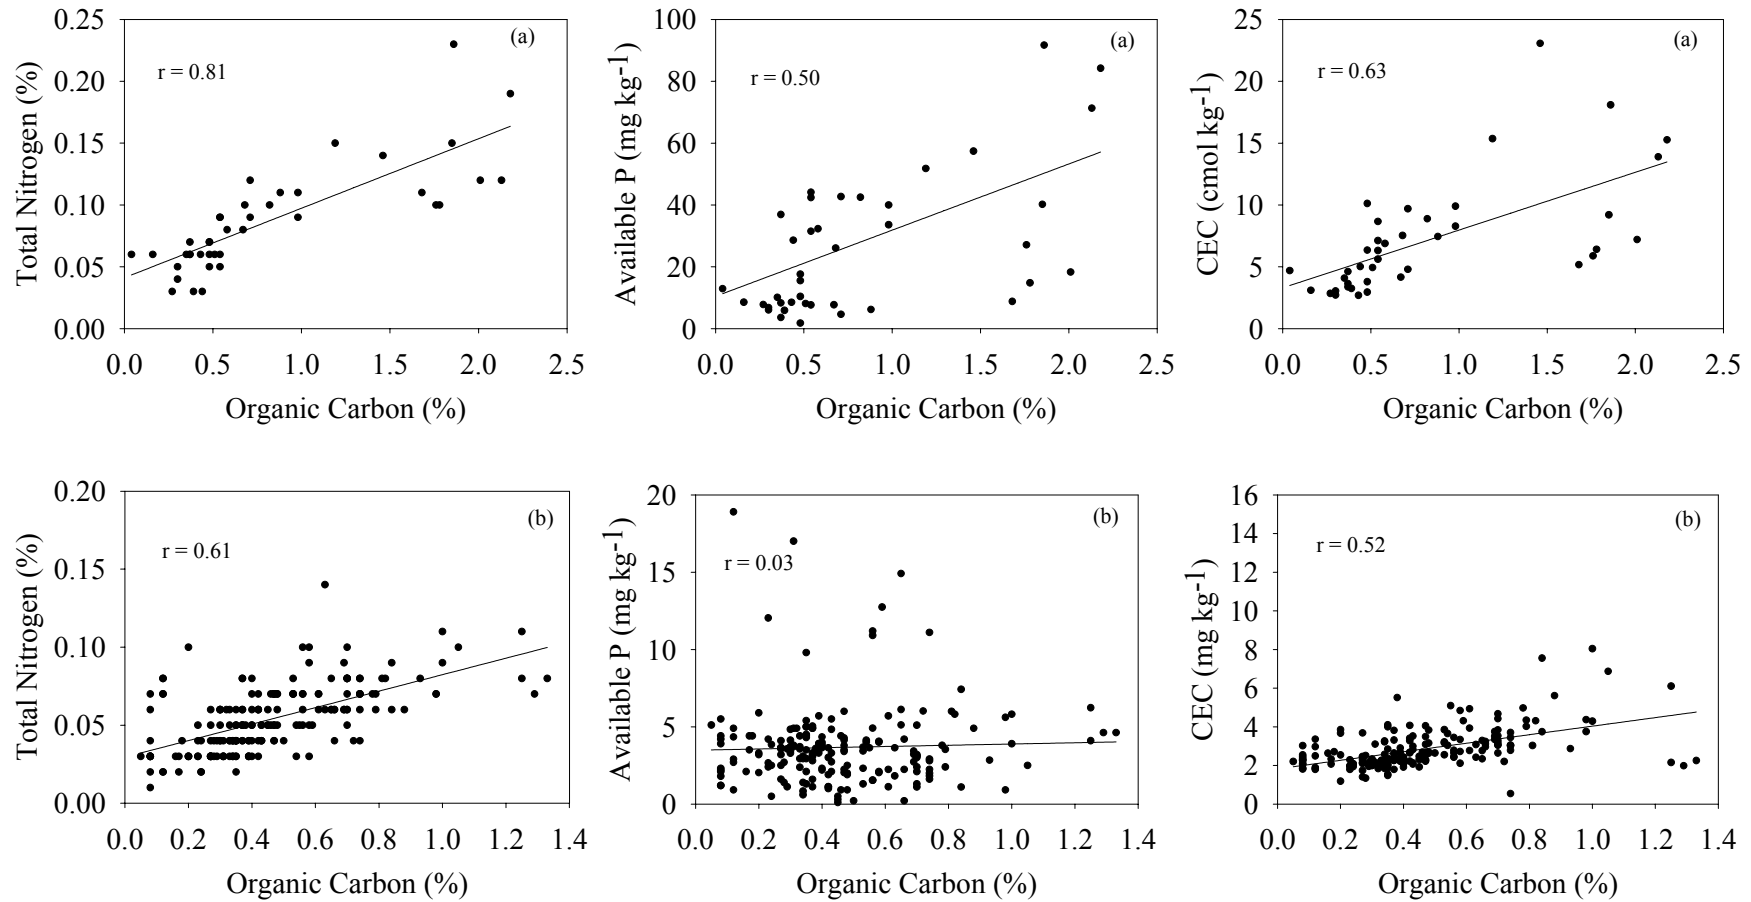 0.25
0.20
0.15
0.10
0.05
0.00
Total Nitrogen (%)
(a)
r = 0.81
0.0 0.5 1.0 1.5 2.0 2.5
Organic Carbon (%)
100
80
60
40
20
0
Available P (mg kg-1)
(a)
r = 0.50
0.0 0.5 1.0 1.5 2.0 2.5
Organic Carbon (%)
25
20
15
10
5
0
CEC (cmol kg-1)
(a)
r = 0.63
0.0 0.5 1.0 1.5 2.0 2.5
Organic Carbon (%)
0.20
0.15
0.10
0.05
0.00
Total Nitrogen (%)
(b)
r = 0.61
0.0 0.2 0.4 0.6 0.8 1.0 1.2 1.4
Organic Carbon (%)
20
15
10
5
0
Available P (mg kg-1)
(b)
r = 0.03
0.0 0.2 0.4 0.6 0.8 1.0 1.2 1.4
Organic Carbon (%)
16
14
12
10
8
6
4
2
0
CEC (mg kg-1)
(b)
r = 0.52
0.0 0.2 0.4 0.6 0.8 1.0 1.2 1.4
Organic Carbon (%)